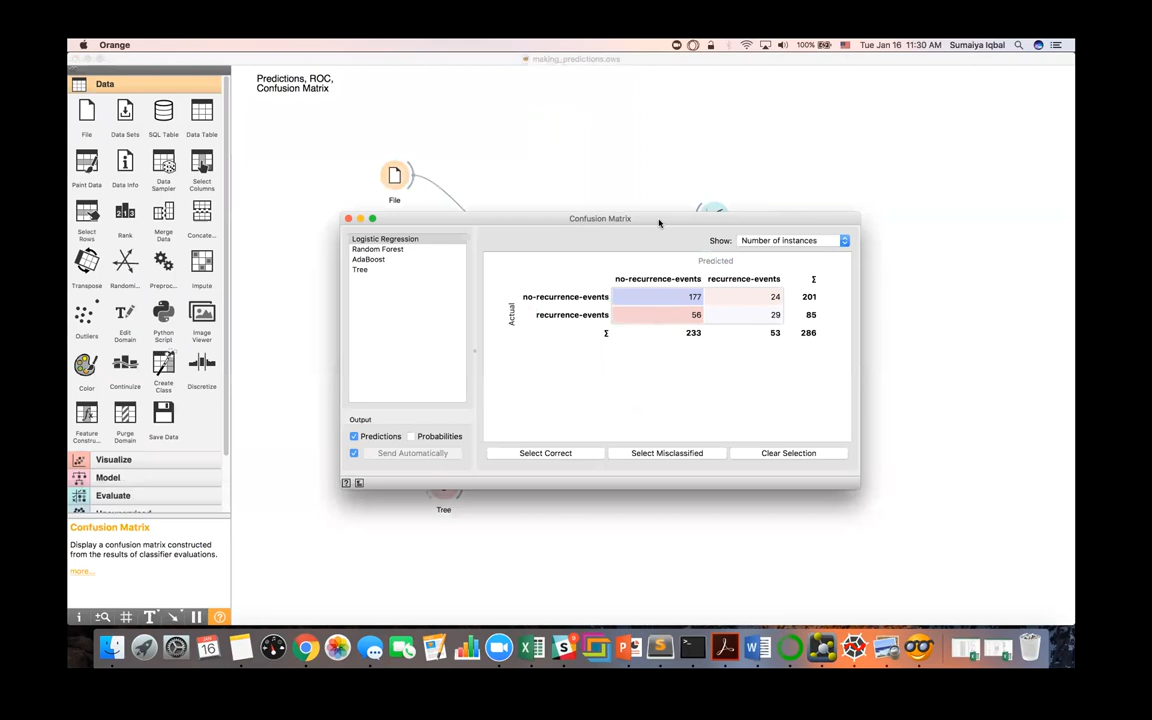 Orange
100%
Tue Jan 16 11:30 AM
Sumaiya Iqbal
making_predictions.ows
Data
File
Data Sets
SQL Table
Data Table
Paint Data
Data Info
Data
Sampler
Select
Columns
Select
Rows
Rank
Merge
Data
Concate...
Transpose
Randomi...
Preproc...
Impute
Outliers
Edit
Domain
Python
Script
Image
Viewer
Color
Continuize
Create
Class
Discretize
Feature
Constru...
Purge
Domain
Save Data
Visualize
Model
Evaluate
Confusion Matrix
Display a confusion matrix constructed
from the results of classifier evaluations.
more...
Predictions, ROC,
Confusion Matrix
File
Tree
Confusion Matrix
Logistic Regression
Random Forest
AdaBoost
Tree
Output
Predictions
Probabilities
Send Automatically
Show: Number of instances
Predicted
no-recurrence-events recurrence-events Σ
Actual
no-recurrence-events 177 24 201
recurrence-events 56 29 85
Σ 233 53 286
Select Correct
Select Misclassified
Clear Selection
JAN
16